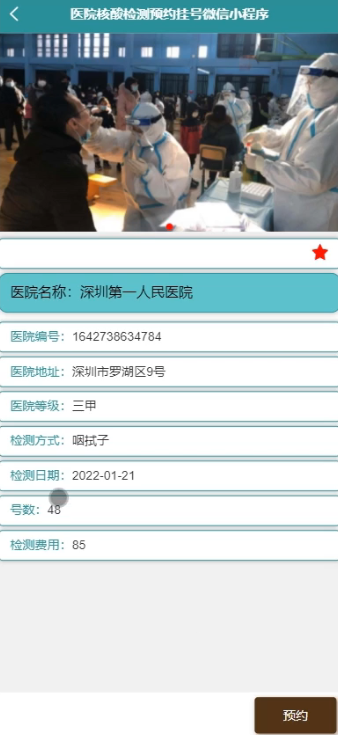 医院核酸检测预约挂号微信小程序
医院名称：深圳第一人民医院
医院编号：1642738634784
医院地址：深圳市罗湖区9号
医院等级：三甲
检测方式：咽拭子
检测日期：2022-01-21
号数：48
检测费用：85
预约